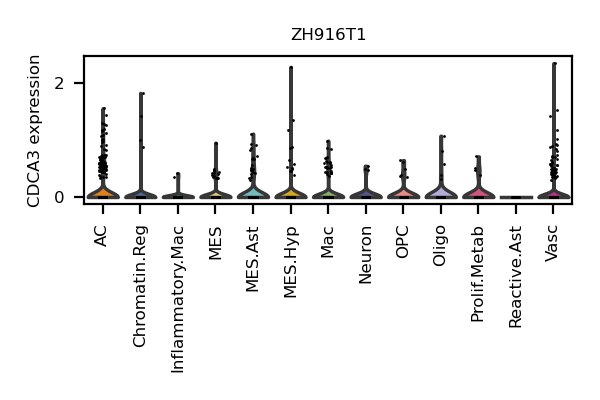 ZH916T1
CDCA3 expression
2
0
AC
Chromatin.Reg
Inflammatory.Mac
MES
MES.Ast
MES.Hyp
Mac
Neuron
OPC
Oligo
Prolif.Metab
Reactive.Ast
Vasc